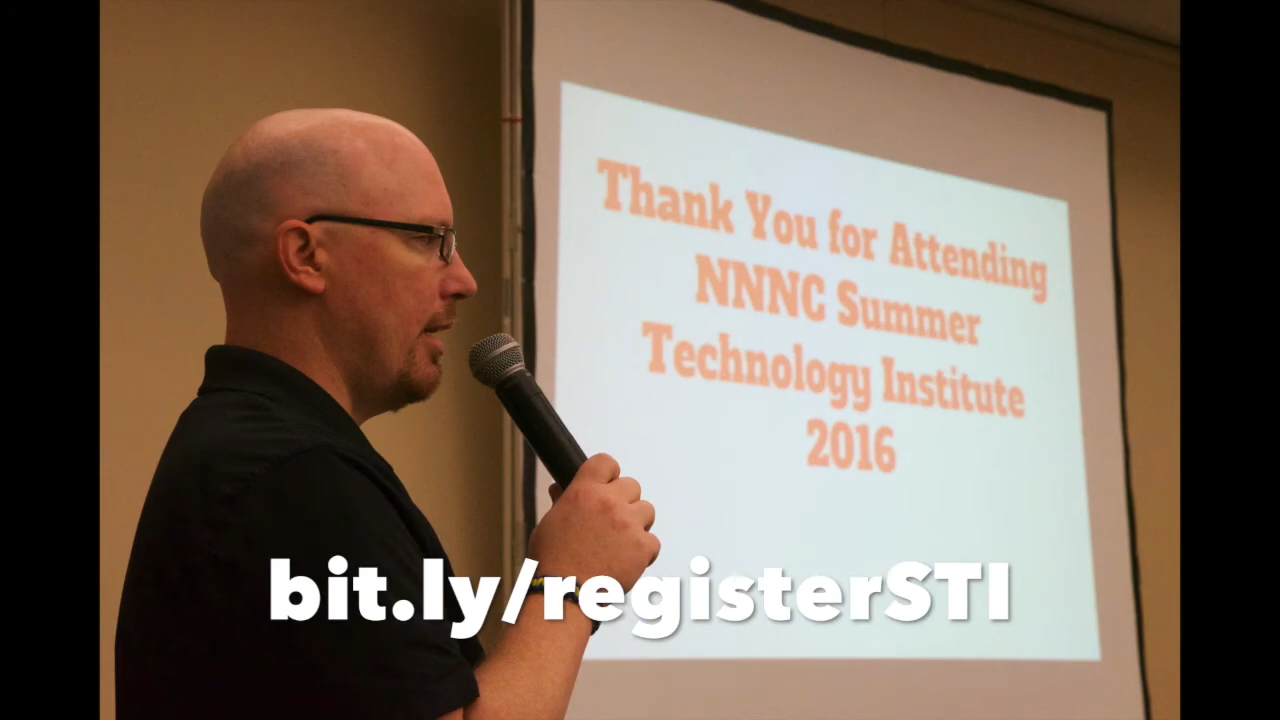 Thank You for Attending
NNNC Summer
Technology Institute
2016
bit.ly/registerSTI